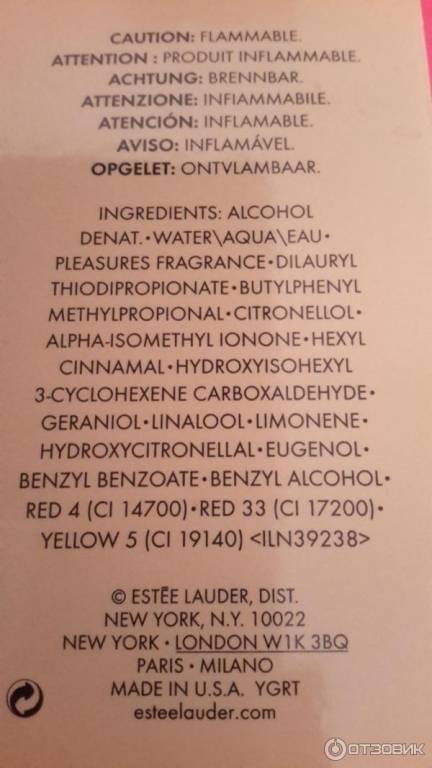 CAUTION: FLAMMABLE.
ATTENTION : PRODUIT INFLAMMABLE.
ACHTUNG: BRENNBAR.
ATTENZIONE: INFIAMMABILE.
ATENCIÓN: INFLAMABLE.
AVISO: INFLAMÁVEL.
OPGELET: ONTVLAMBAAR.
INGREDIENTS: ALCOHOL
DENAT.•WATER\AQUA\EAU•
PLEASURES FRAGRANCE•DILAURYL
THIODIPROPIONATE•BUTYLPHENYL
METHYLPROPIONAL•CITRONELLOL•
ALPHA-ISOMETHYL IONONE•HEXYL
CINNAMAL•HYDROXYISOHEXYL
3-CYCLOHEXENE CARBOXALDEHYDE•
GERANIOL•LINALOOL•LIMONENE•
HYDROXYCITRONELLAL•EUGENOL•
BENZYL BENZOATE•BENZYL ALCOHOL•
RED 4 (CI 14700)•RED 33 (CI 17200)•
YELLOW 5 (CI 19140) <ILN39238>
© ESTĒE LAUDER, DIST.
NEW YORK, N.Y. 10022
NEW YORK • LONDON W1K 3BQ
PARIS • MILANO
MADE IN U.S.A. YGRT
esteelauder.com
ОТЗОВИК